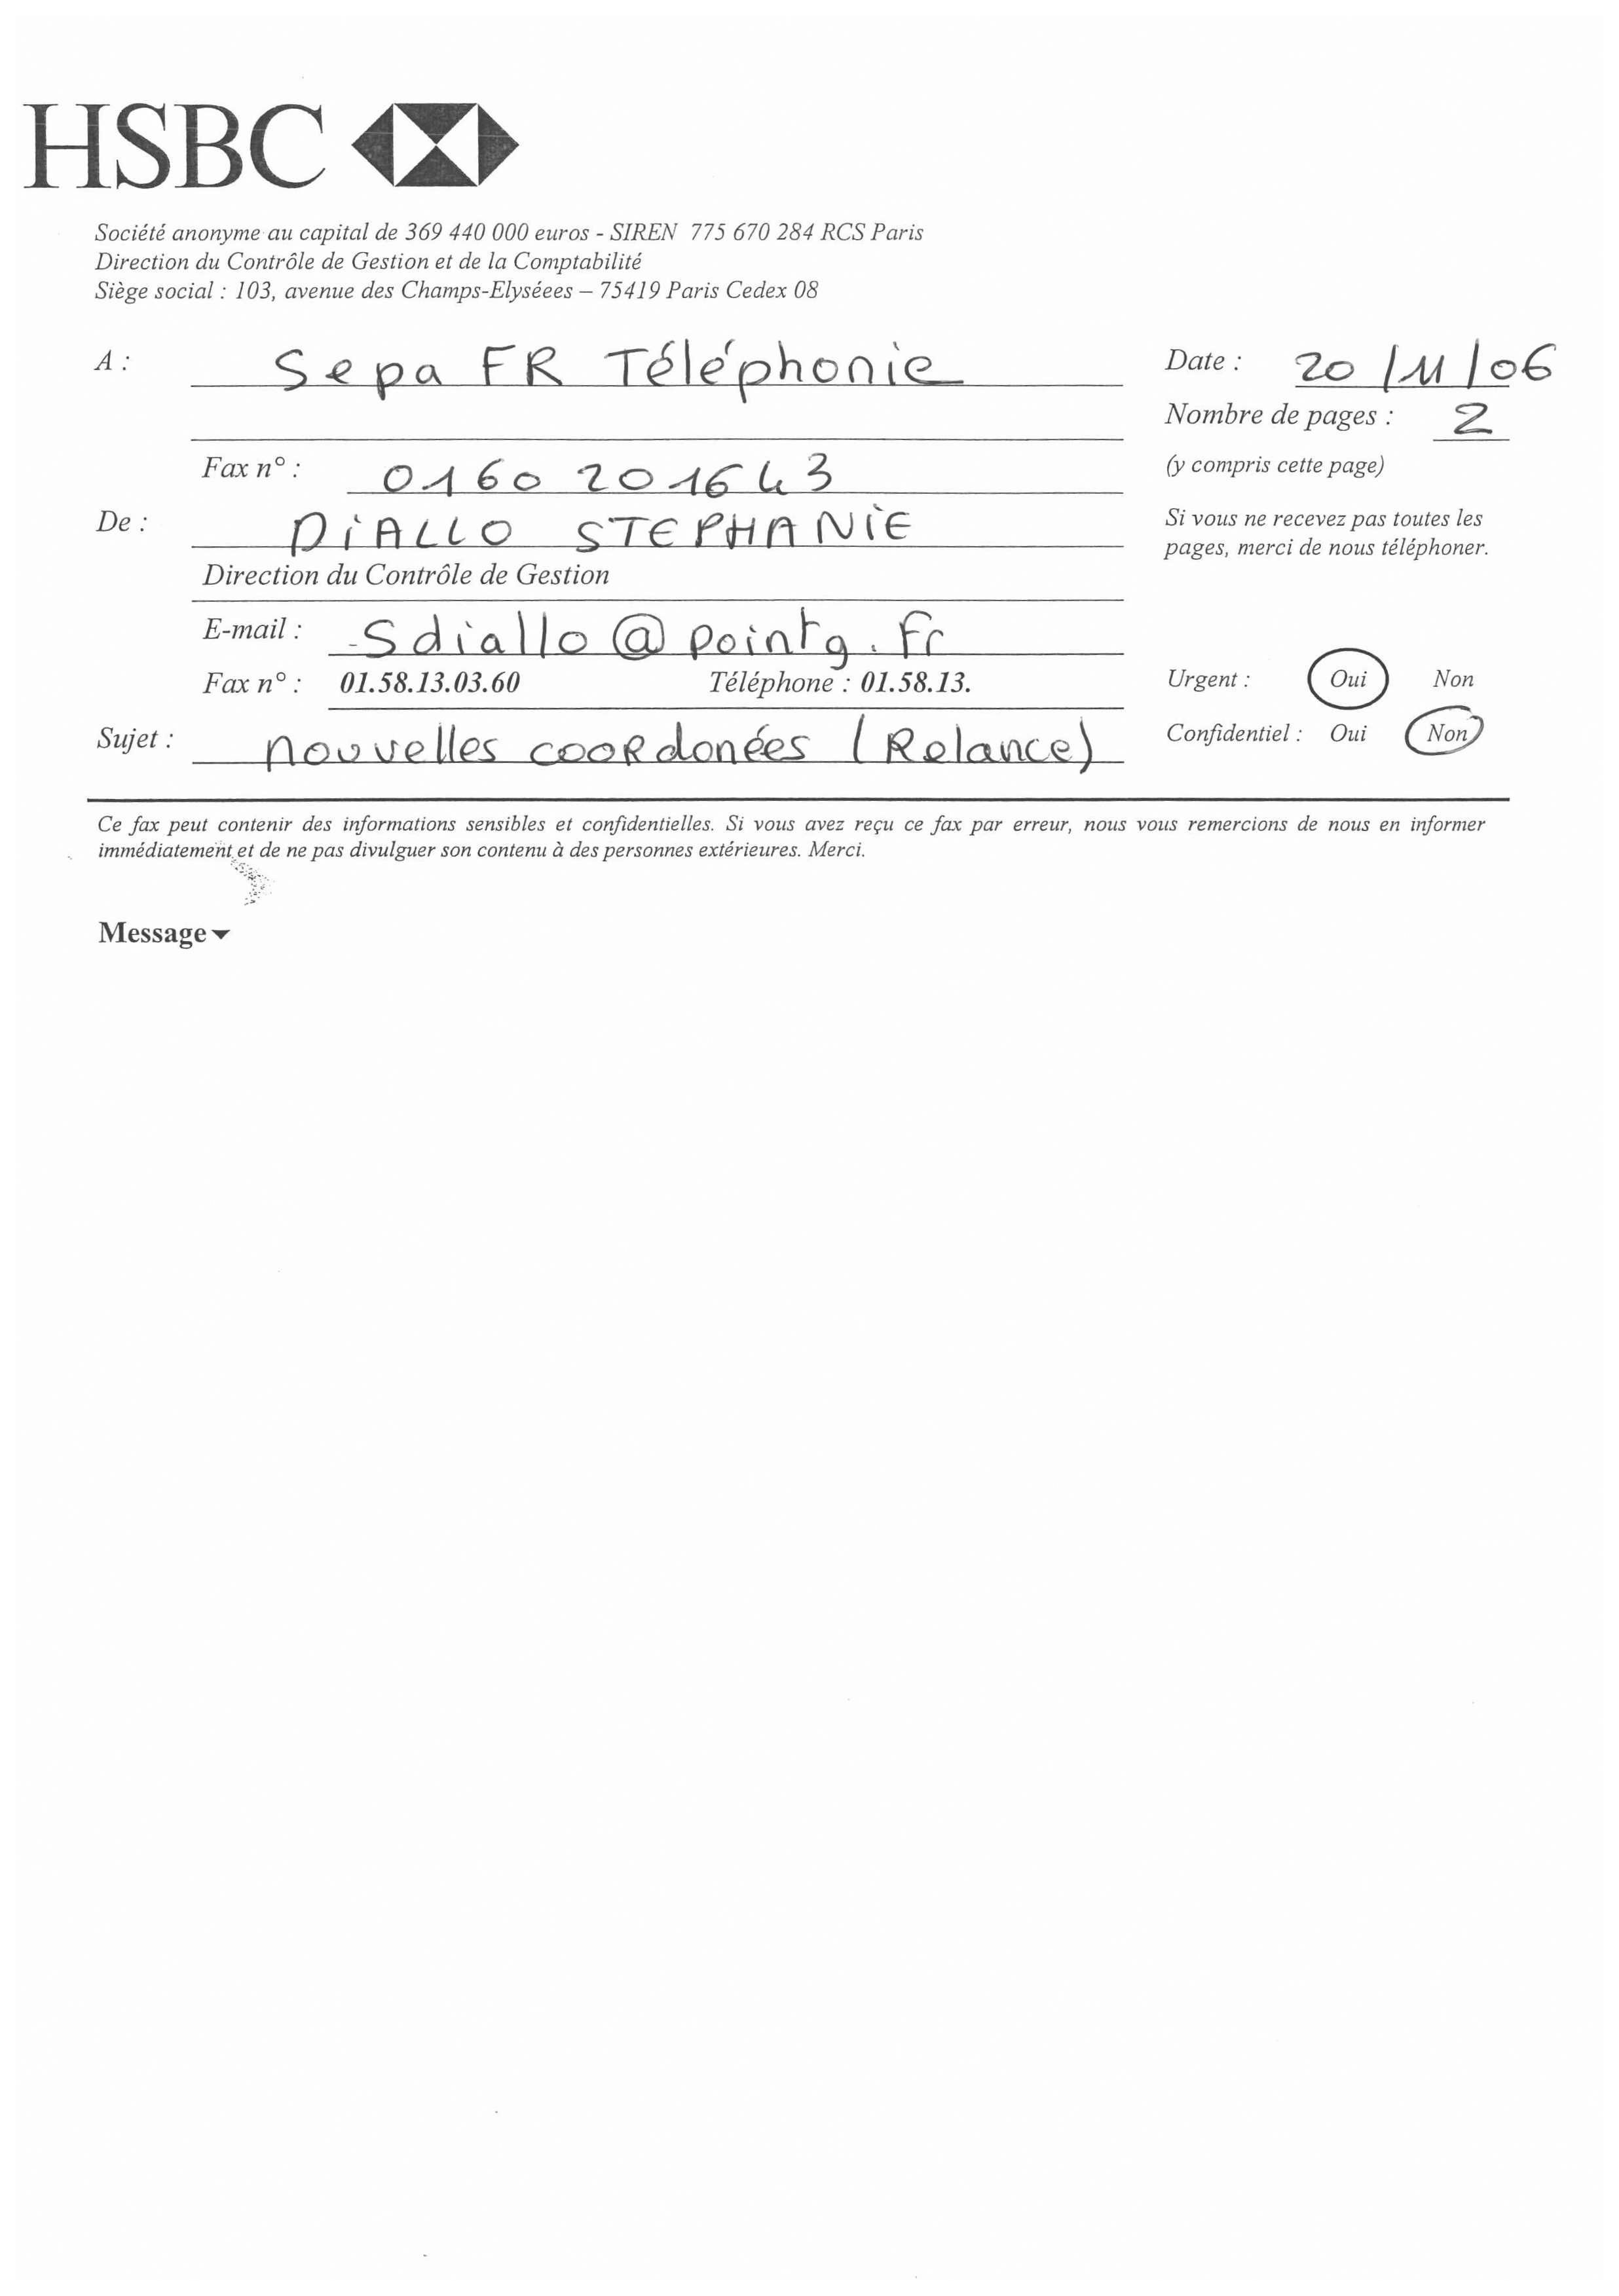 HSBC
Société anonyme au capital de 369 440 000 euros - SIREN 775 670 284 RCS Paris
Direction du Contrôle de Gestion et de la Comptabilité
Siège social : 103, avenue des Champs-Elyséees – 75419 Paris Cedex 08
A : Sepa FR Téléphonie
Date : 20/11/06
Nombre de pages : 2
Fax n° : 0160 201643
(y compris cette page)
De : DiALLO STEPHANiE
Si vous ne recevez pas toutes les
pages, merci de nous téléphoner.
Direction du Contrôle de Gestion
E-mail : Sdiallo@pointg.fr
Fax n° : 01.58.13.03.60 Téléphone : 01.58.13.
Urgent : Oui Non
Sujet : nouvelles cooRdonées (Relance)
Confidentiel : Oui Non
Ce fax peut contenir des informations sensibles et confidentielles. Si vous avez reçu ce fax par erreur, nous vous remercions de nous en informer
immédiatement et de ne pas divulguer son contenu à des personnes extérieures. Merci.
Message